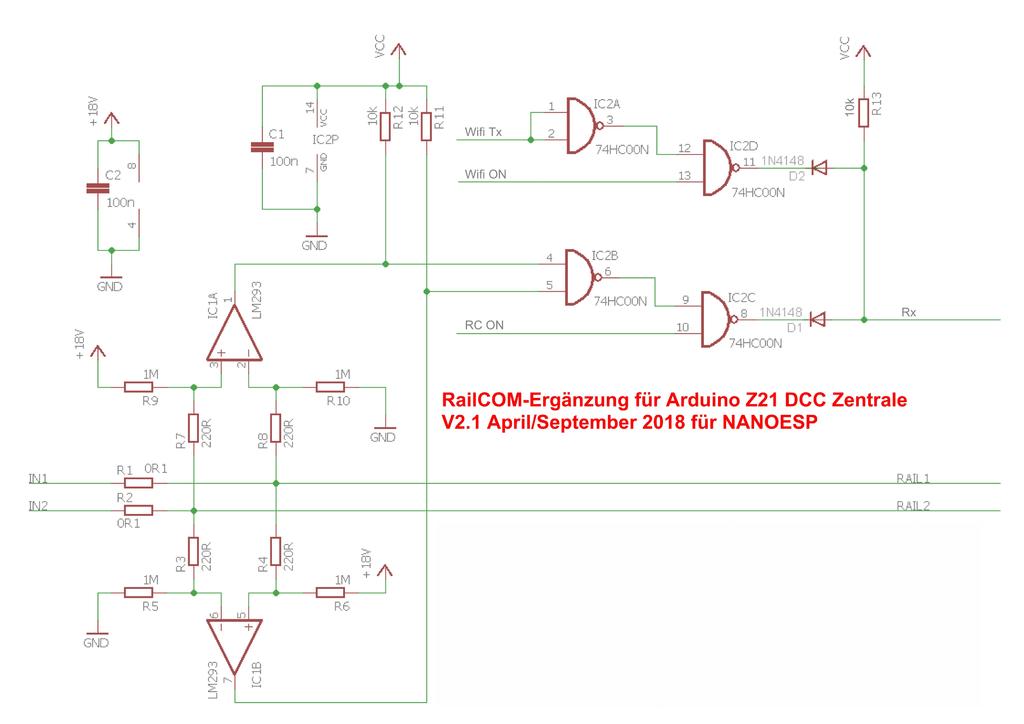 VCC
VCC
+18V
14
VCC
IC2P
GND
7
C1
100n
10k
R12
10k
R11
Wifi Tx
1
2
3
IC2A
74HC00N
Wifi ON
12
13
11
IC2D
74HC00N
1N4148
D2
10k
R13
8
C2
100n
4
GND
GND
4
5
6
IC2B
74HC00N
RC ON
9
10
8
IC2C
74HC00N
1N4148
D1
Rx
IC1A
1
LM293
+
-
3
2
+18V
1M
R9
1M
R10
GND
R7
220R
R8
220R
RailCOM-Ergänzung für Arduino Z21 DCC Zentrale
V2.1 April/September 2018 für NANOESP
IN1
R1
0R1
RAIL1
IN2
R2
0R1
RAIL2
R3
220R
R4
220R
+18V
1M
R5
1M
R6
GND
6
5
-
+
LM293
7
IC1B